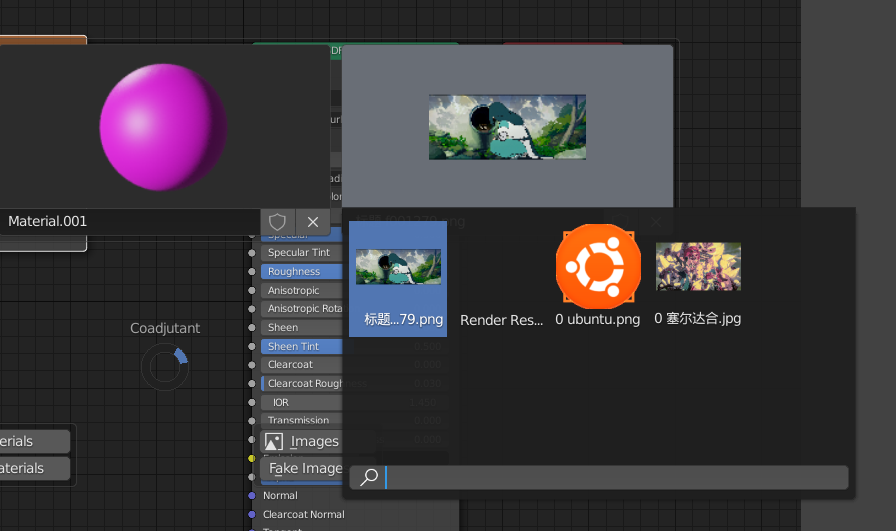 Material.001
Specular
Specular Tint
Roughness
Anisotropic
Anisotropic Rota
Sheen
Sheen Tint
Clearcoat
Clearcoat Rough
IOR
Transmission
Images
Fake Image
Normal
Clearcoat Normal
Coadjutant
erials
aterials
标题...79.png
Render Res...
0 ubuntu.png
0 塞尔达合.jpg